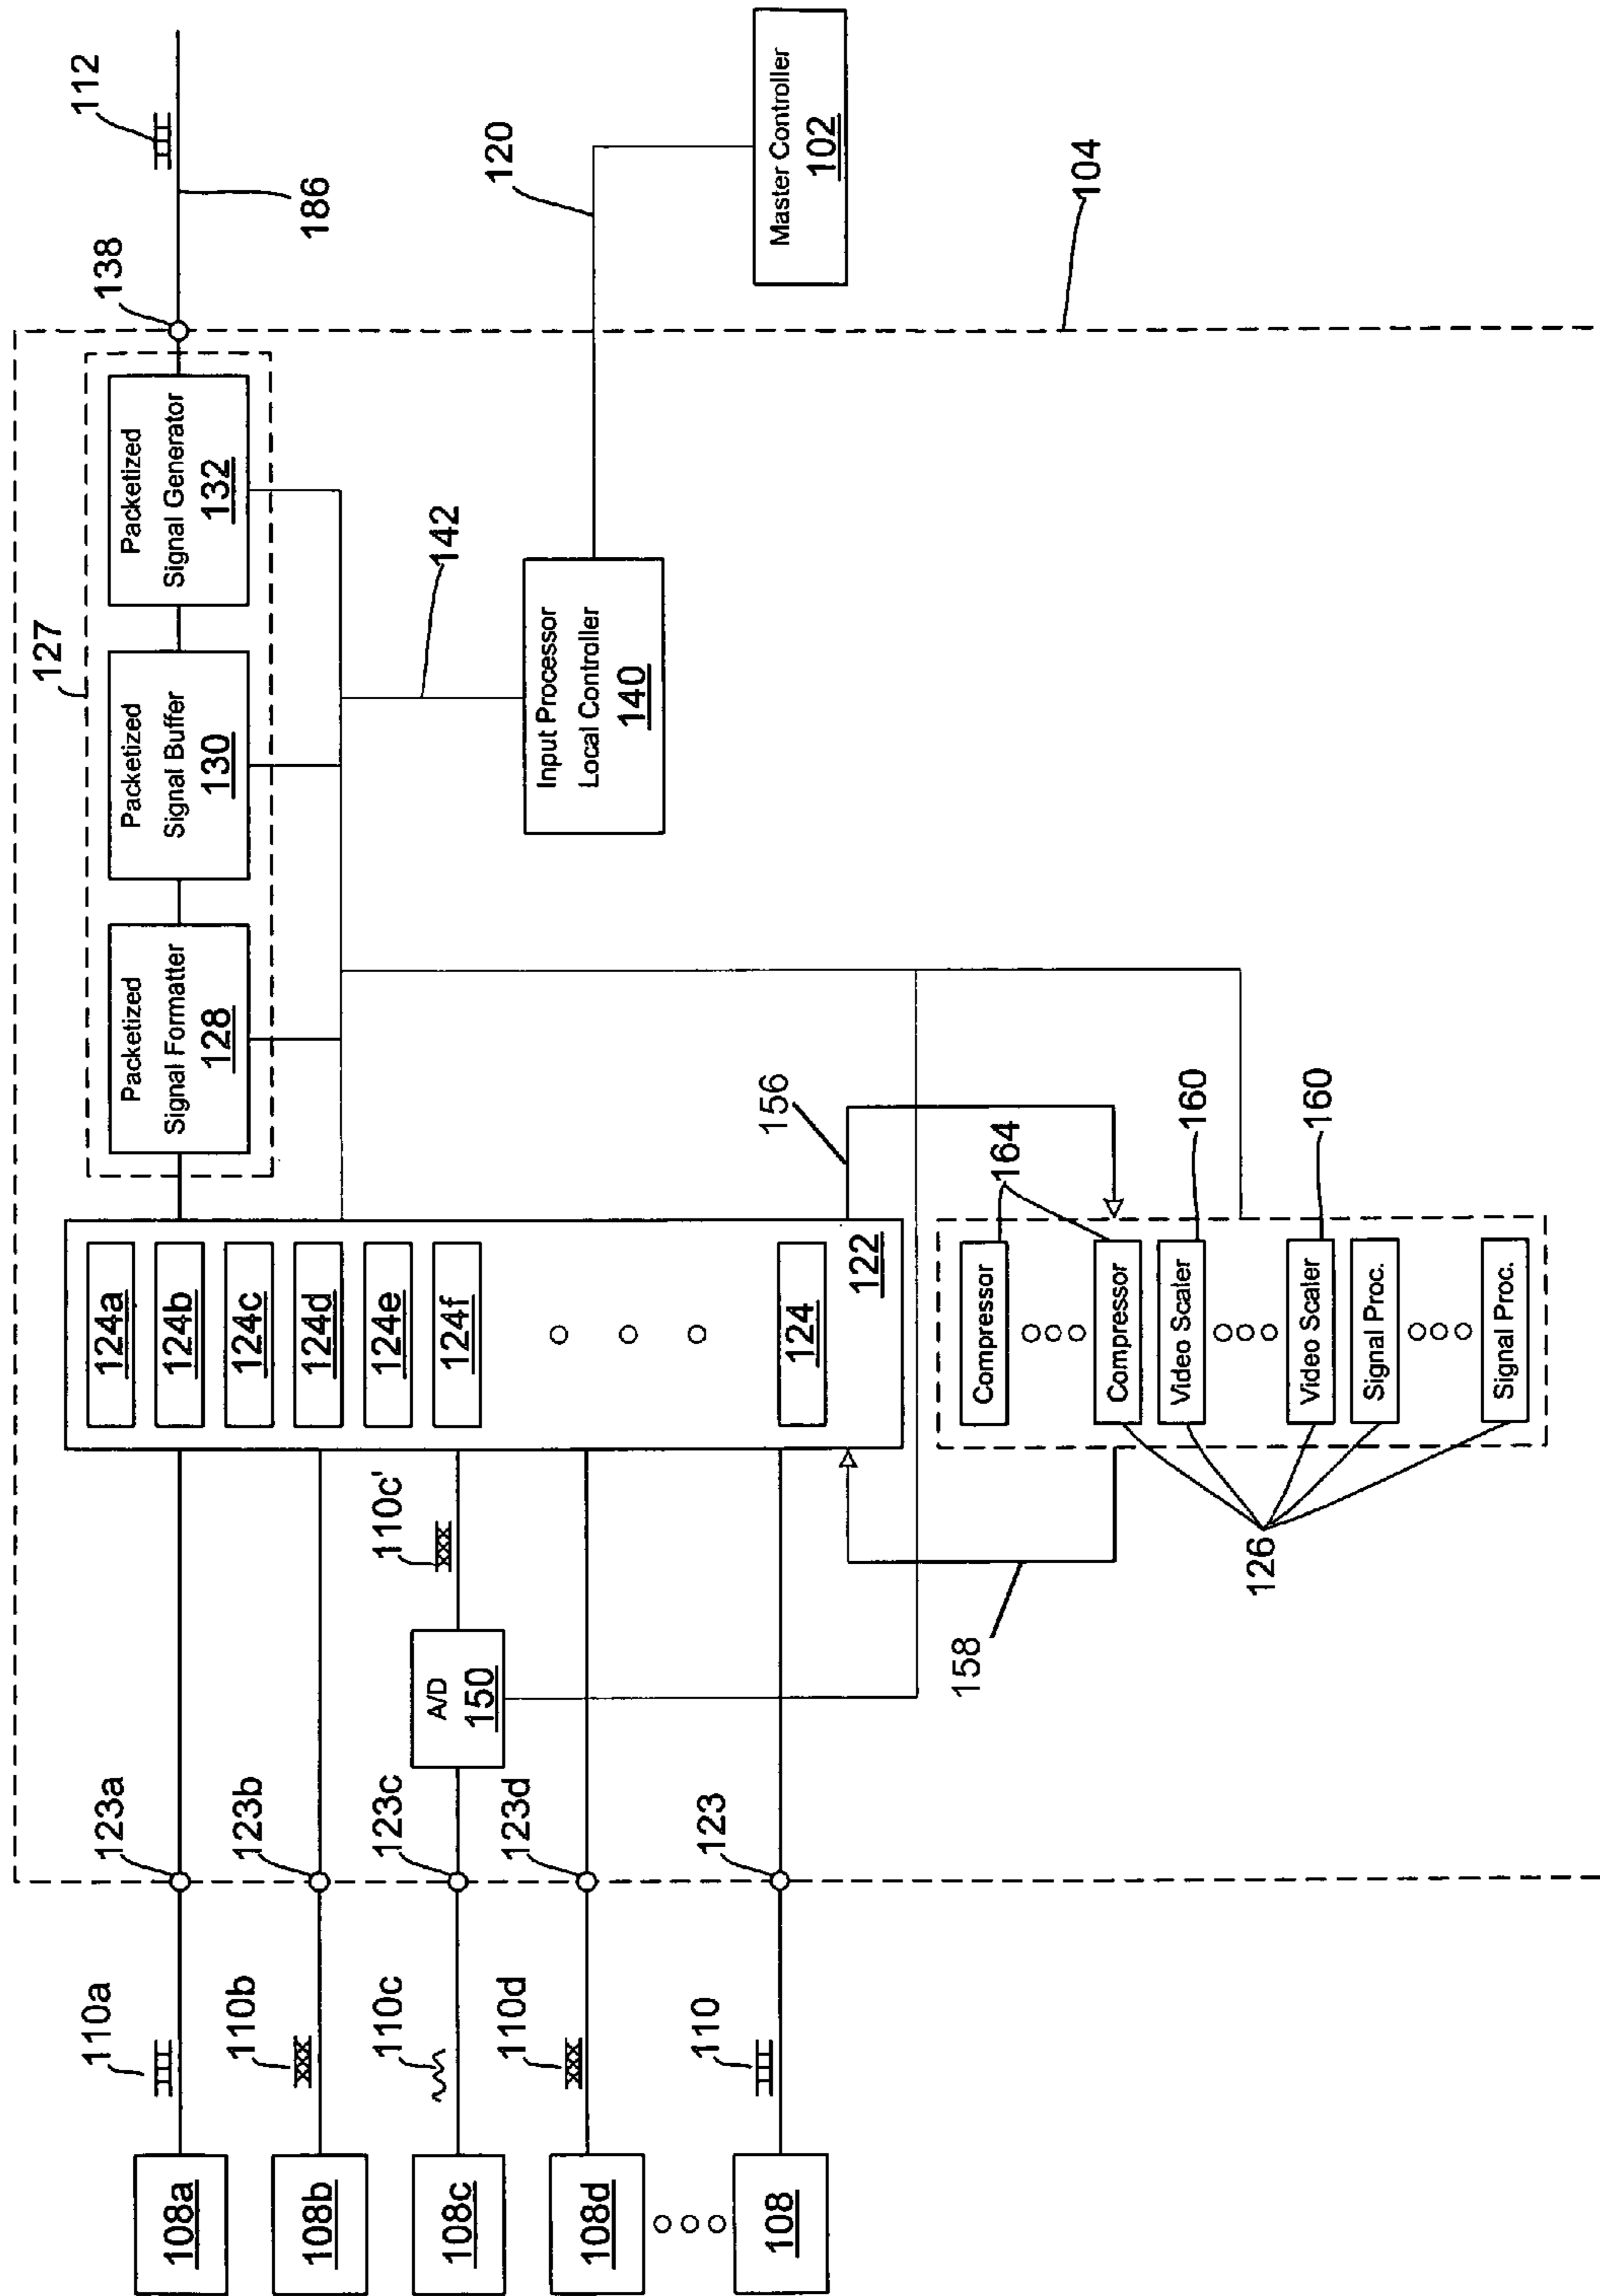 112
138
186
127
Packetized
Signal Formatter
128
Packetized
Signal Buffer
130
Packetized
Signal Generator
132
120
142
Input Processor
Local Controller
140
Master Controller
102
104
108a
110a
123a
108b
110b
123b
108c
110c
123c
A/D
150
110c'
108d
110d
123d
108
110
123
124a
124b
124c
124d
124e
124f
124
122
156
158
164
160
160
Compressor
Compressor
Video Scaler
Video Scaler
Signal Proc.
Signal Proc.
126